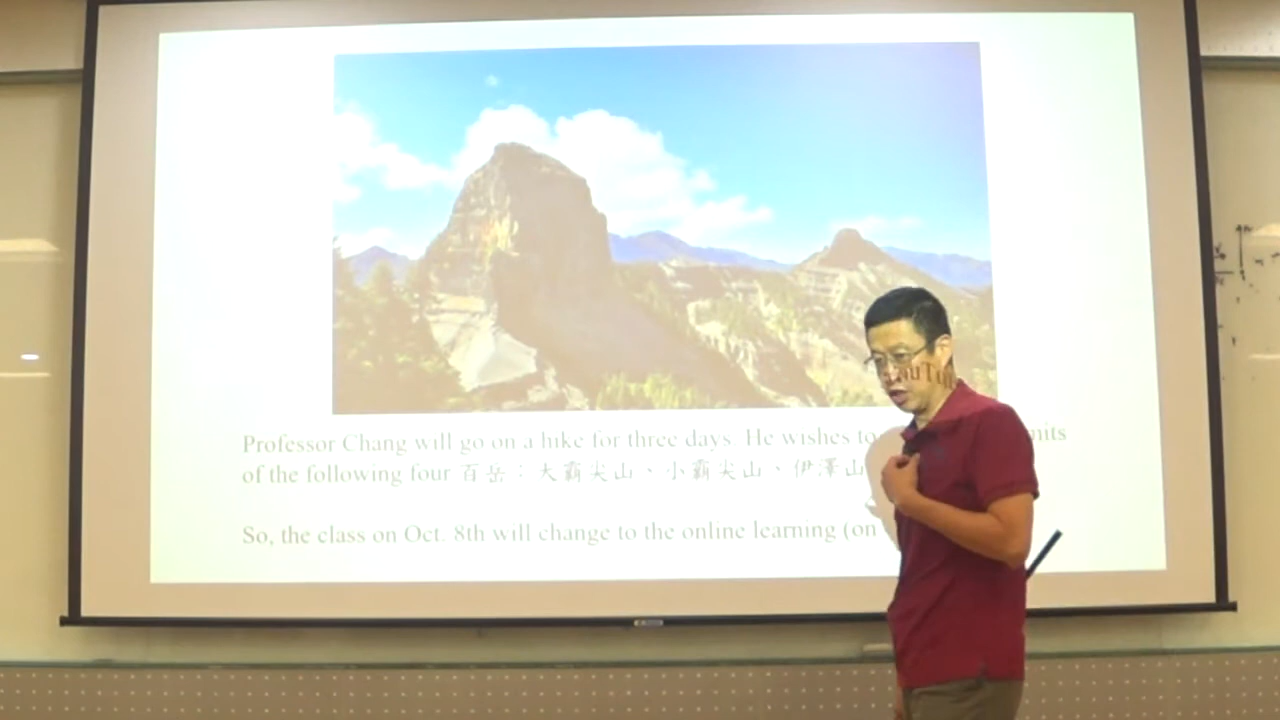 Professor Chang will go on a hike for three days. He wishes to
of the following four 百岳：大霸尖山、小霸尖山、伊澤山
So, the class on Oct. 8th will change to the online learning (on